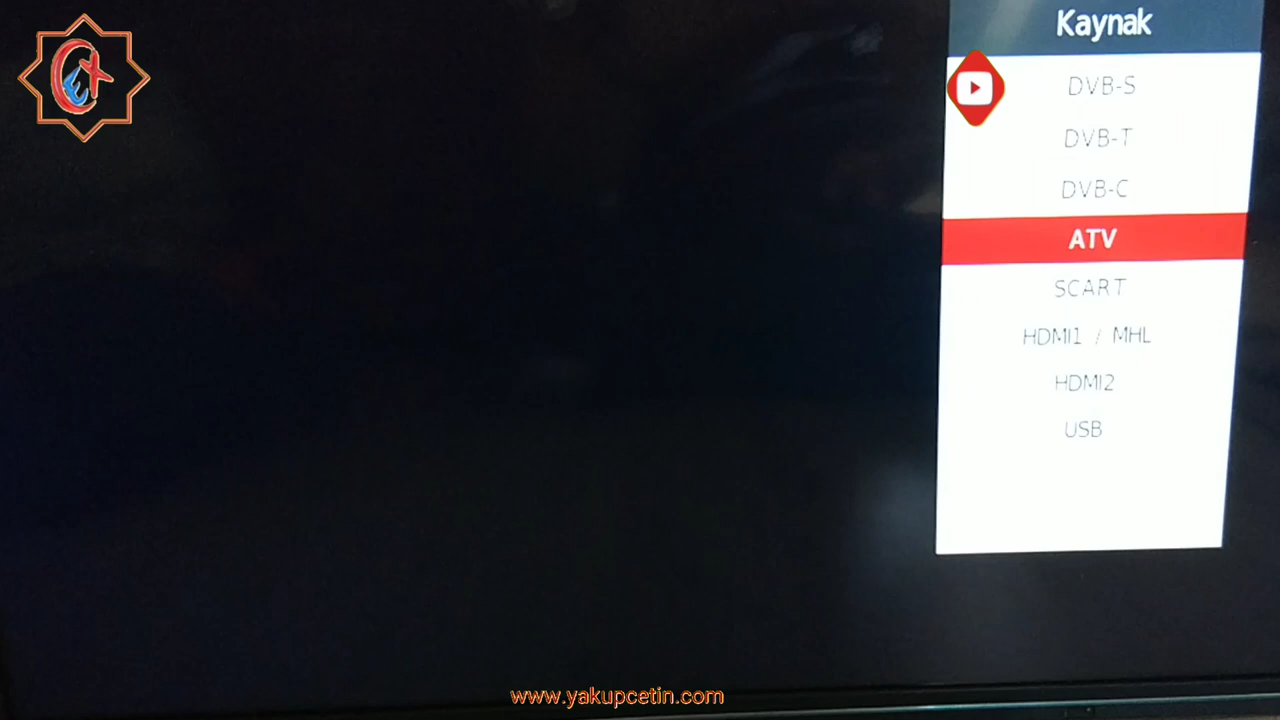 Kaynak
DVB-S
DVB-T
DVB-C
ATV
SCART
HDMI1 / MHL
HDMI2
USB
www.yakupcetin.com